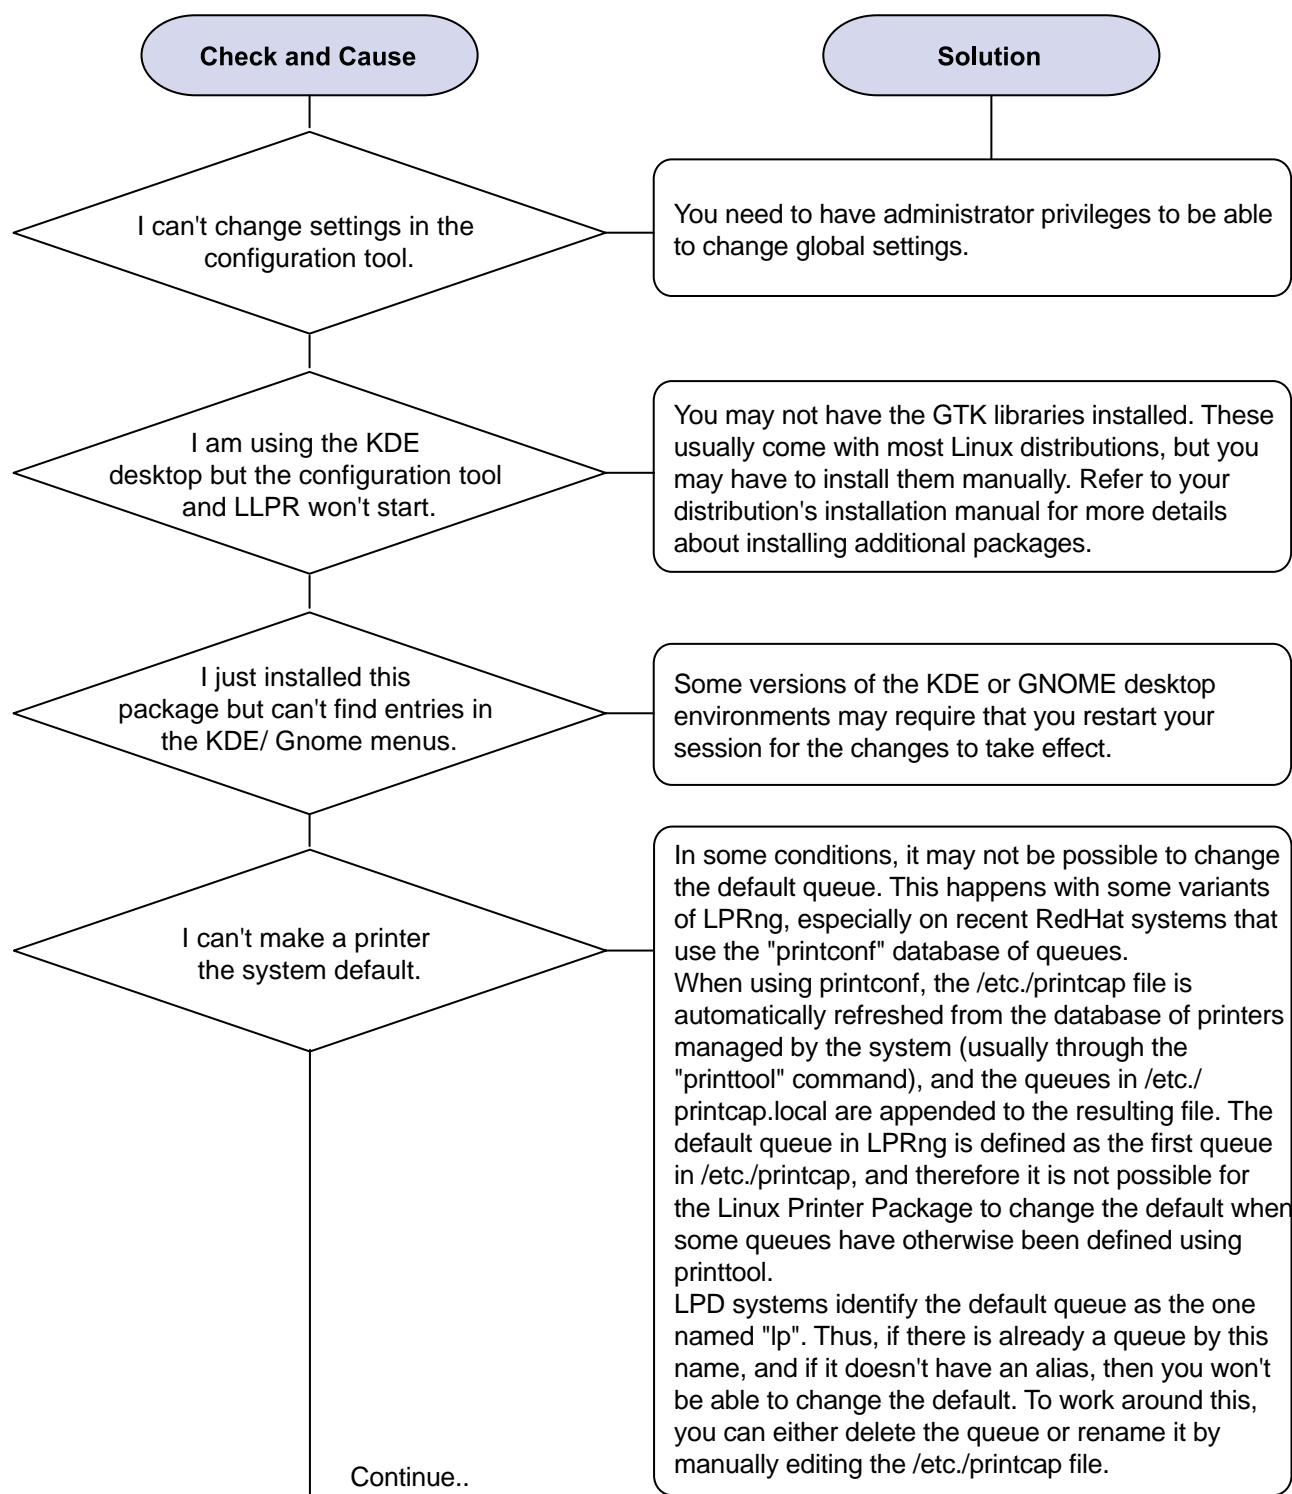 Check and Cause
Solution
I can't change settings in the
configuration tool.
You need to have administrator privileges to be able
to change global settings.
I am using the KDE
desktop but the configuration tool
and LLPR won't start.
You may not have the GTK libraries installed. These
usually come with most Linux distributions, but you
may have to install them manually. Refer to your
distribution's installation manual for more details
about installing additional packages.
I just installed this
package but can't find entries in
the KDE/ Gnome menus.
Some versions of the KDE or GNOME desktop
environments may require that you restart your
session for the changes to take effect.
I can't make a printer
the system default.
In some conditions, it may not be possible to change
the default queue. This happens with some variants
of LPRng, especially on recent RedHat systems that
use the "printconf" database of queues.
When using printconf, the /etc./printcap file is
automatically refreshed from the database of printers
managed by the system (usually through the
"printtool" command), and the queues in /etc./
printcap.local are appended to the resulting file. The
default queue in LPRng is defined as the first queue
in /etc./printcap, and therefore it is not possible for
the Linux Printer Package to change the default when
some queues have otherwise been defined using
printtool.
LPD systems identify the default queue as the one
named "lp". Thus, if there is already a queue by this
name, and if it doesn't have an alias, then you won't
be able to change the default. To work around this,
you can either delete the queue or rename it by
manually editing the /etc./printcap file.
Continue..